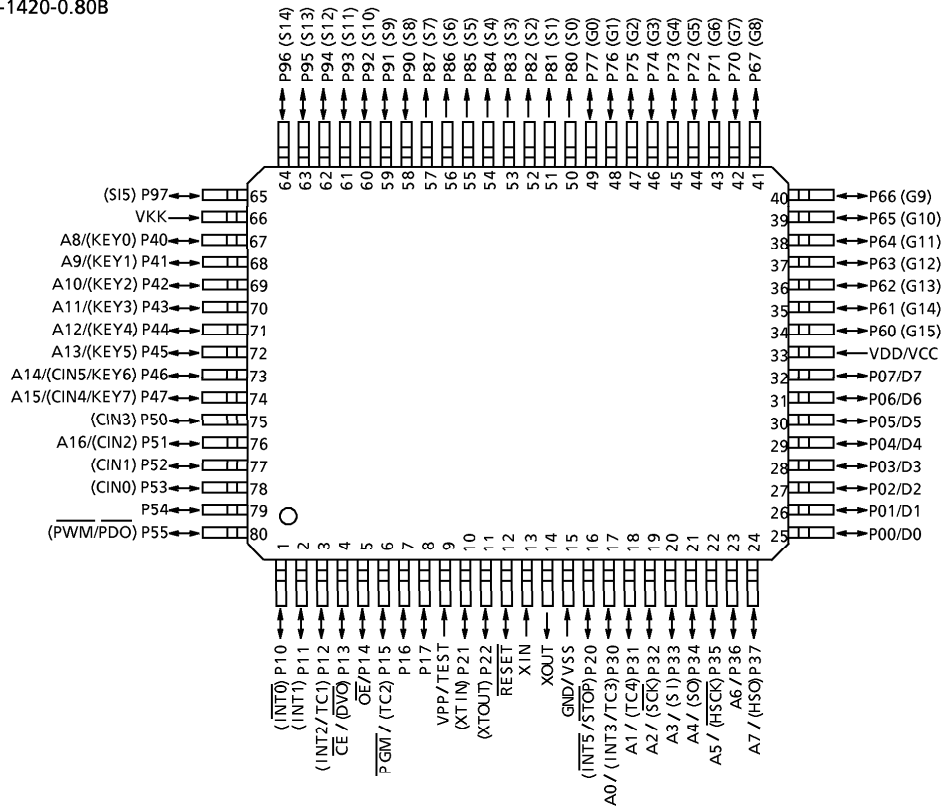 -1420-0.80B
P96 (S14)
P95 (S13)
P94 (S12)
P93 (S11)
P92 (S10)
P91 (S9)
P90 (S8)
P87 (S7)
P86 (S6)
P85 (S5)
P84 (S4)
P83 (S3)
P82 (S2)
P81 (S1)
P80 (S0)
P77 (G0)
P76 (G1)
P75 (G2)
P74 (G3)
P73 (G4)
P72 (G5)
P71 (G6)
P70 (G7)
P67 (G8)
64
63
62
61
60
59
58
57
56
55
54
53
52
51
50
49
48
47
46
45
44
43
42
41
(SI5) P97 65
VKK 66
A8/(KEY0) P40 67
A9/(KEY1) P41 68
A10/(KEY2) P42 69
A11/(KEY3) P43 70
A12/(KEY4) P44 71
A13/(KEY5) P45 72
A14/(CIN5/KEY6) P46 73
A15/(CIN4/KEY7) P47 74
(CIN3) P50 75
A16/(CIN2) P51 76
(CIN1) P52 77
(CIN0) P53 78
P54 79
(PWM/PDO) P55 80
40 P66 (G9)
39 P65 (G10)
38 P64 (G11)
37 P63 (G12)
36 P62 (G13)
35 P61 (G14)
34 P60 (G15)
33 VDD/VCC
32 P07/D7
31 P06/D6
30 P05/D5
29 P04/D4
28 P03/D3
27 P02/D2
26 P01/D1
25 P00/D0
1
2
3
4
5
6
7
8
9
10
11
12
13
14
15
16
17
18
19
20
21
22
23
24
(INT0) P10
(INT1) P11
(INT2/TC1) P12
CE/(DVO) P13
OE/P14
PGM/(TC2) P15
P16
P17
VPP/TEST
(XTIN) P21
(XTOUT) P22
RESET
XIN
XOUT
GND/VSS
(INT5/STOP) P20
A0/(INT3/TC3) P30
A1/(TC4) P31
A2/(SCK) P32
A3/(SI) P33
A4/(SO) P34
A5/(HSCK) P35
A6/P36
A7/(HSO) P37